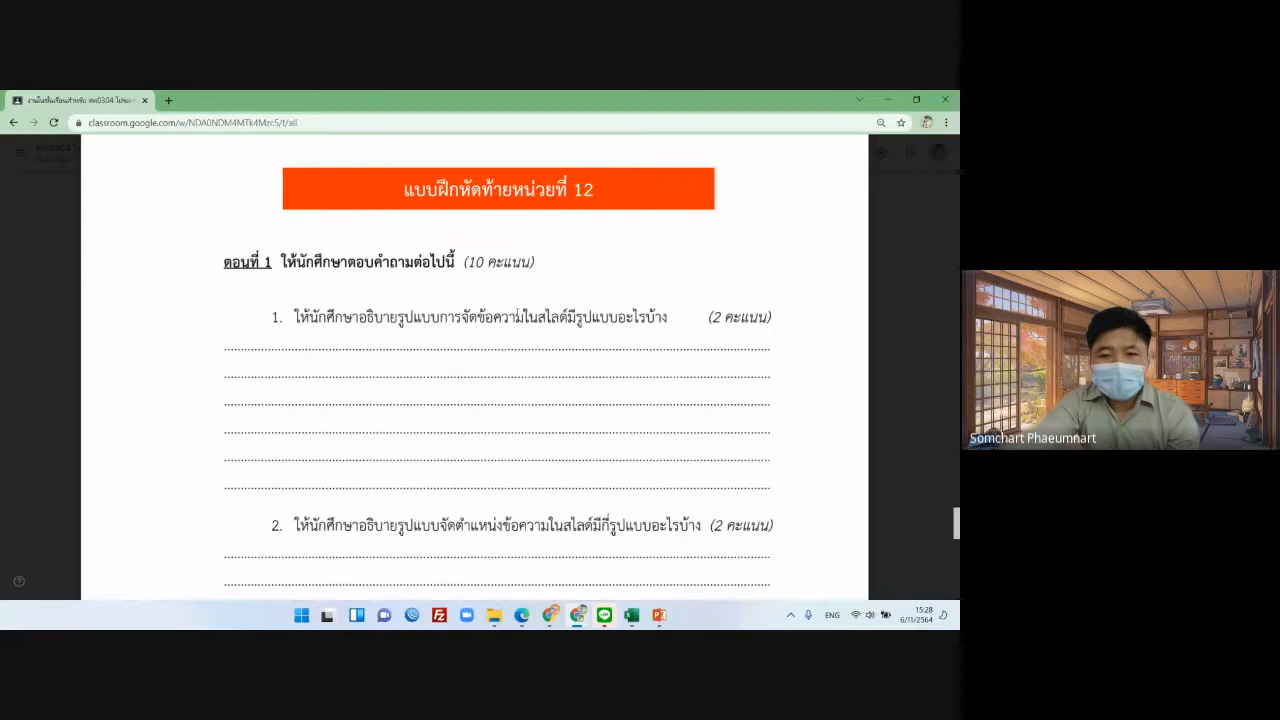 classroom.google.com/w/NDA0NDM4MTk4Mzc5/t/all
แบบฝึกหัดท้ายหน่วยที่ 12
ตอนที่ 1 ให้นักศึกษาตอบคำถามต่อไปนี้ (10 คะแนน)
1. ให้นักศึกษาอธิบายรูปแบบการจัดข้อความในสไลด์มีรูปแบบอะไรบ้าง (2 คะแนน)
2. ให้นักศึกษาอธิบายรูปแบบจัดตำแหน่งข้อความในสไลด์มีกี่รูปแบบอะไรบ้าง (2 คะแนน)
Somchart Phaeumnart
ENG
15:28
6/11/2564